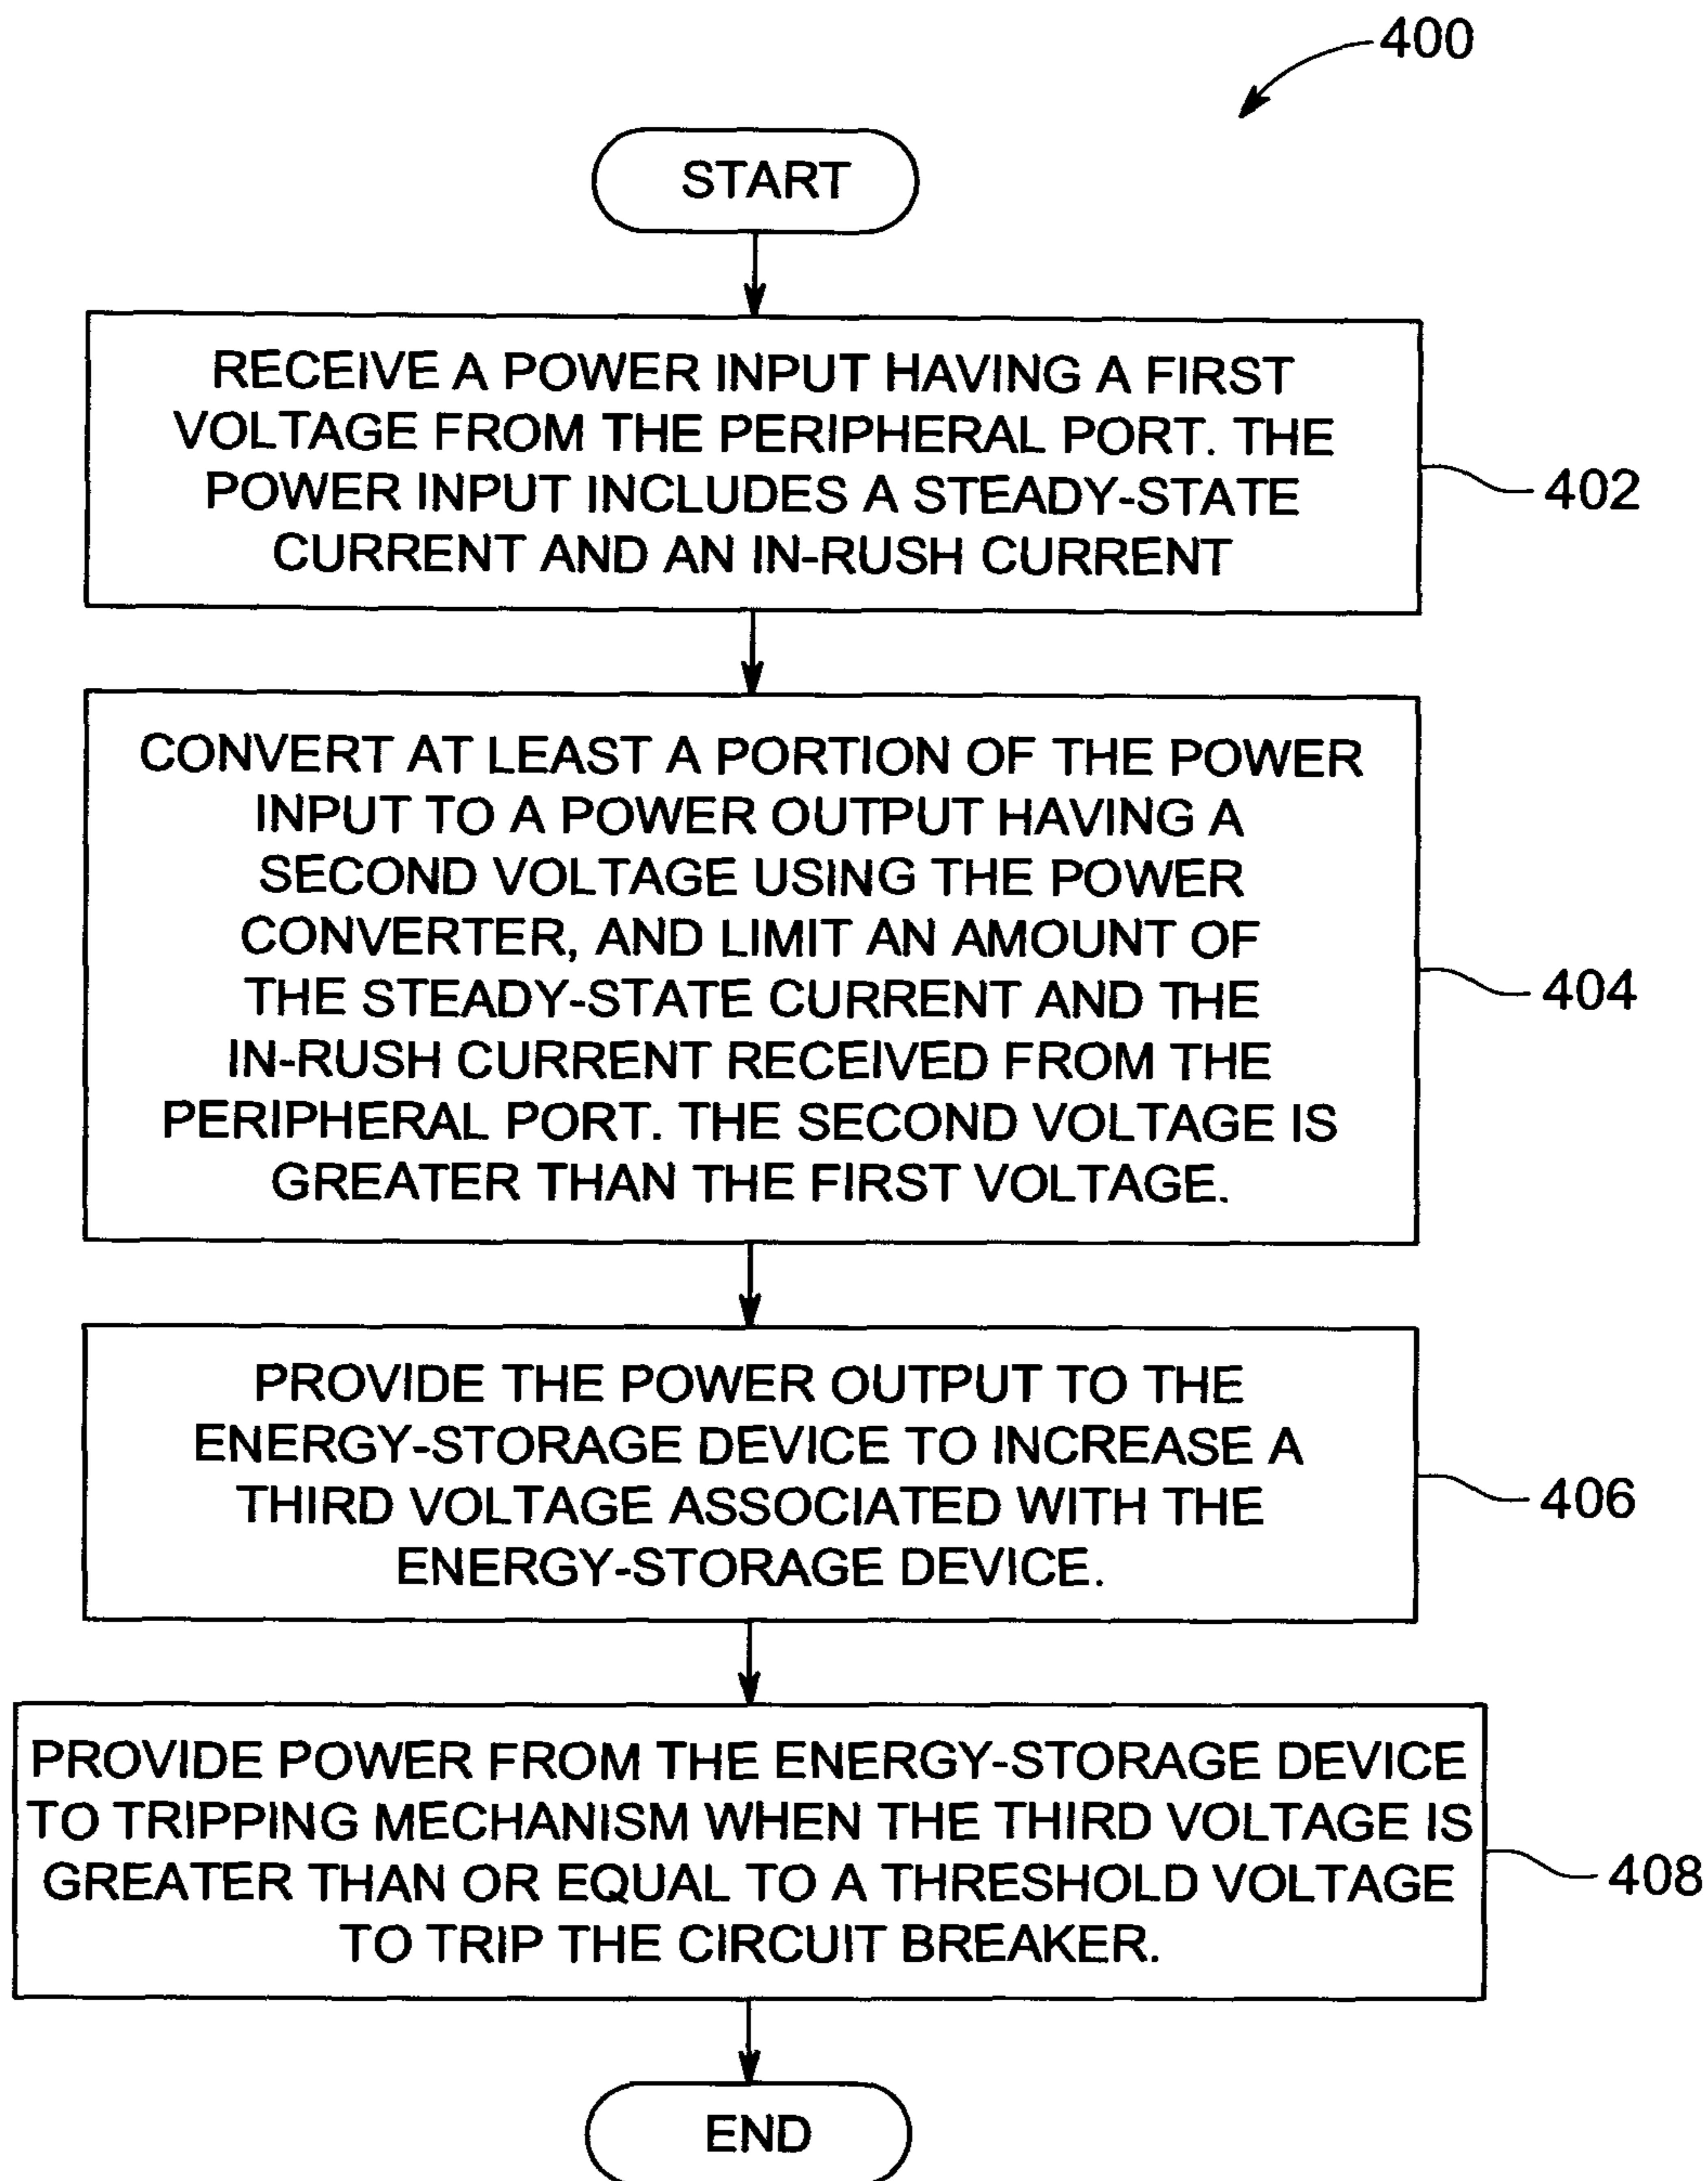 400
START
RECEIVE A POWER INPUT HAVING A FIRST
VOLTAGE FROM THE PERIPHERAL PORT. THE
POWER INPUT INCLUDES A STEADY-STATE
CURRENT AND AN IN-RUSH CURRENT
402
CONVERT AT LEAST A PORTION OF THE POWER
INPUT TO A POWER OUTPUT HAVING A
SECOND VOLTAGE USING THE POWER
CONVERTER, AND LIMIT AN AMOUNT OF
THE STEADY-STATE CURRENT AND THE
IN-RUSH CURRENT RECEIVED FROM THE
PERIPHERAL PORT. THE SECOND VOLTAGE IS
GREATER THAN THE FIRST VOLTAGE.
404
PROVIDE THE POWER OUTPUT TO THE
ENERGY-STORAGE DEVICE TO INCREASE A
THIRD VOLTAGE ASSOCIATED WITH THE
ENERGY-STORAGE DEVICE.
406
PROVIDE POWER FROM THE ENERGY-STORAGE DEVICE
TO TRIPPING MECHANISM WHEN THE THIRD VOLTAGE IS
GREATER THAN OR EQUAL TO A THRESHOLD VOLTAGE
TO TRIP THE CIRCUIT BREAKER.
408
END